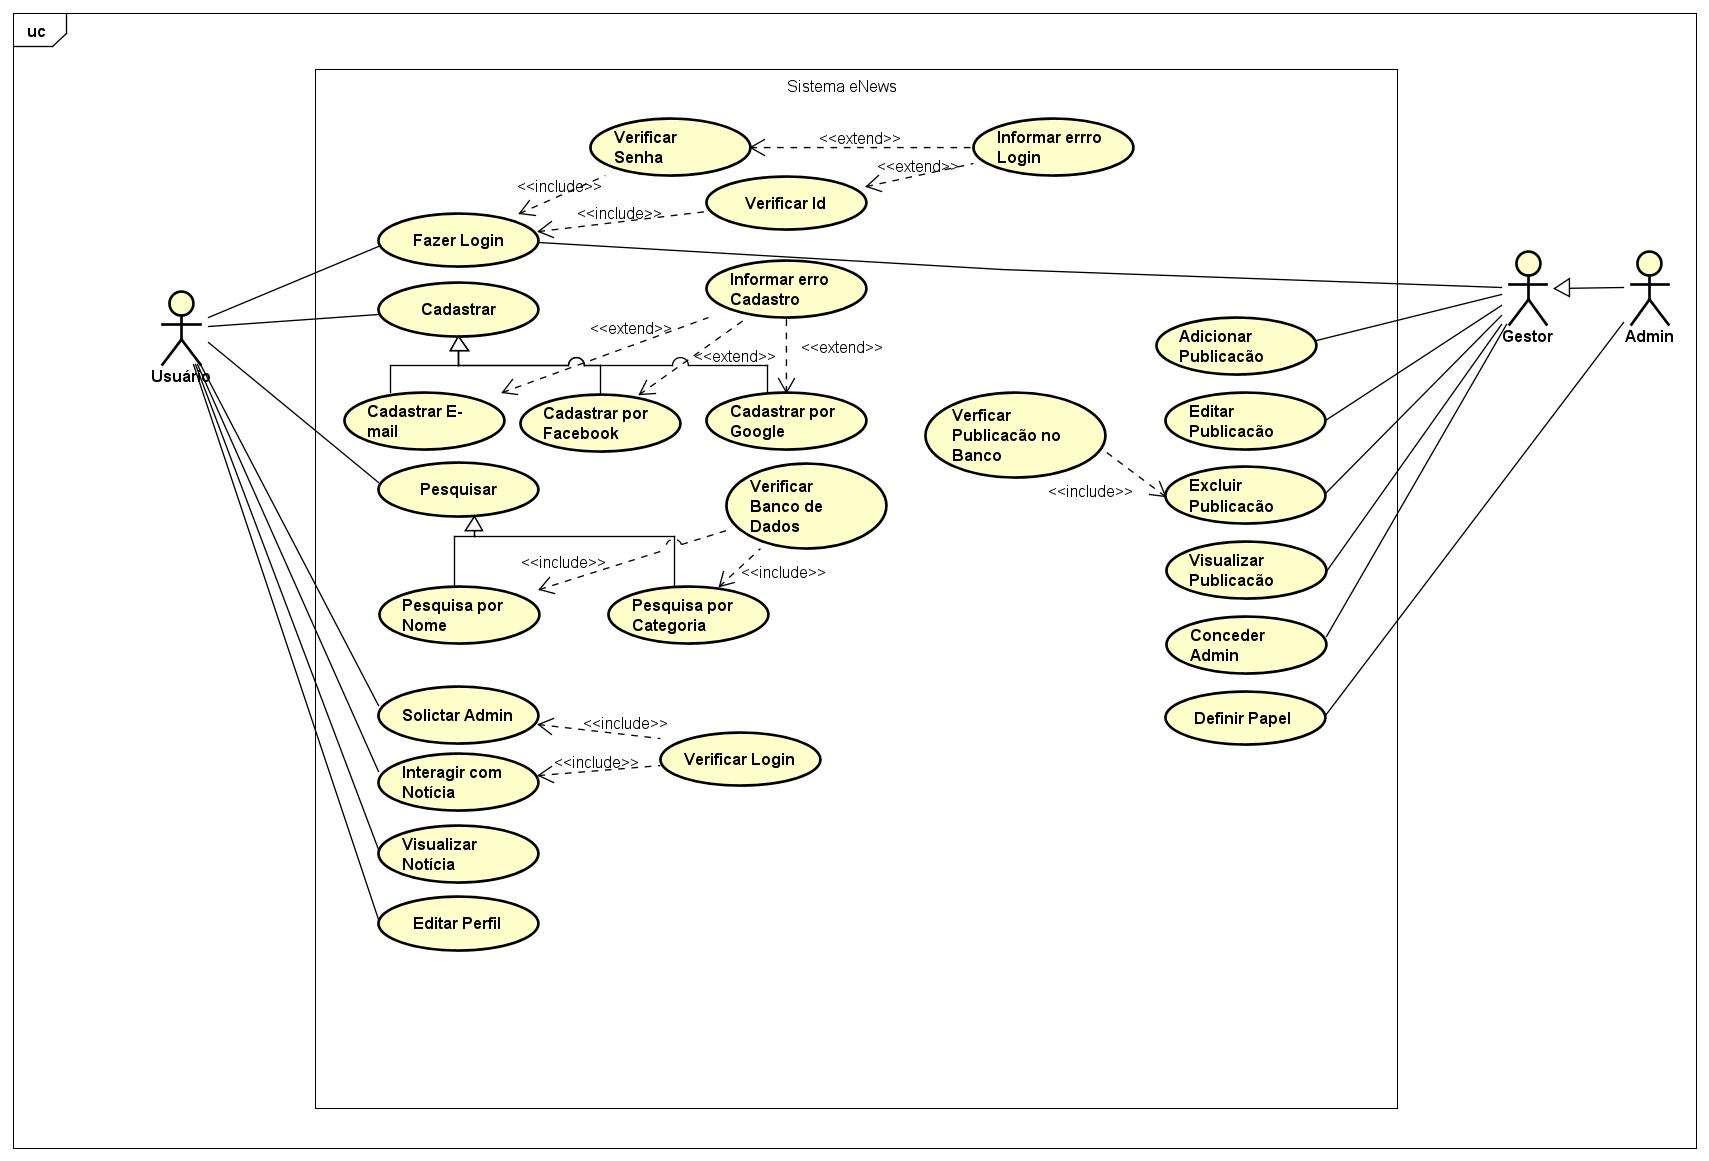 uc
Sistema eNews
Verificar
Senha
<<extend>>
Informar errro
Login
<<extend>>
<<include>>
Verificar Id
<<include>>
Fazer Login
Informar erro
Cadastro
Cadastrar
<<extend>>
<<extend>>
<<extend>>
Usuário
Gestor
Admin
Adicionar
Publicacão
Cadastrar E-
mail
Cadastrar por
Facebook
Cadastrar por
Google
Verficar
Publicacão no
Banco
Editar
Publicacão
<<include>>
Pesquisar
Verificar
Banco de
Dados
Excluir
Publicacão
<<include>>
<<include>>
Visualizar
Publicacão
Pesquisa por
Nome
Pesquisa por
Categoria
Conceder
Admin
Solictar Admin
<<include>>
Definir Papel
Verificar Login
<<include>>
Interagir com
Notícia
Visualizar
Notícia
Editar Perfil